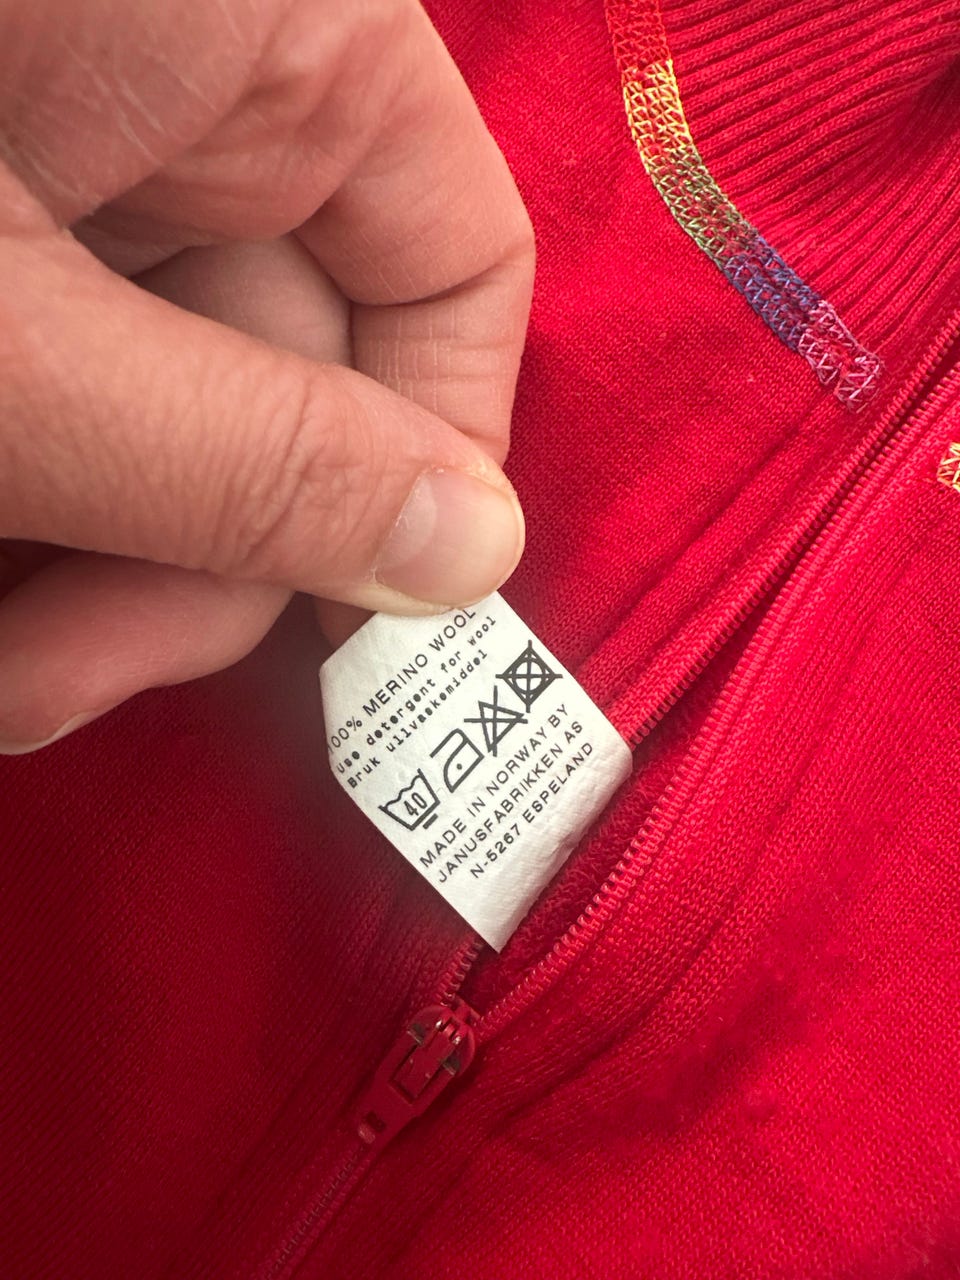 100% MERINO WOOL
Use detergent for wool
Bruk ullvaskemiddel
40
MADE IN NORWAY BY
JANUSFABRIKKEN AS
N-5267 ESPELAND